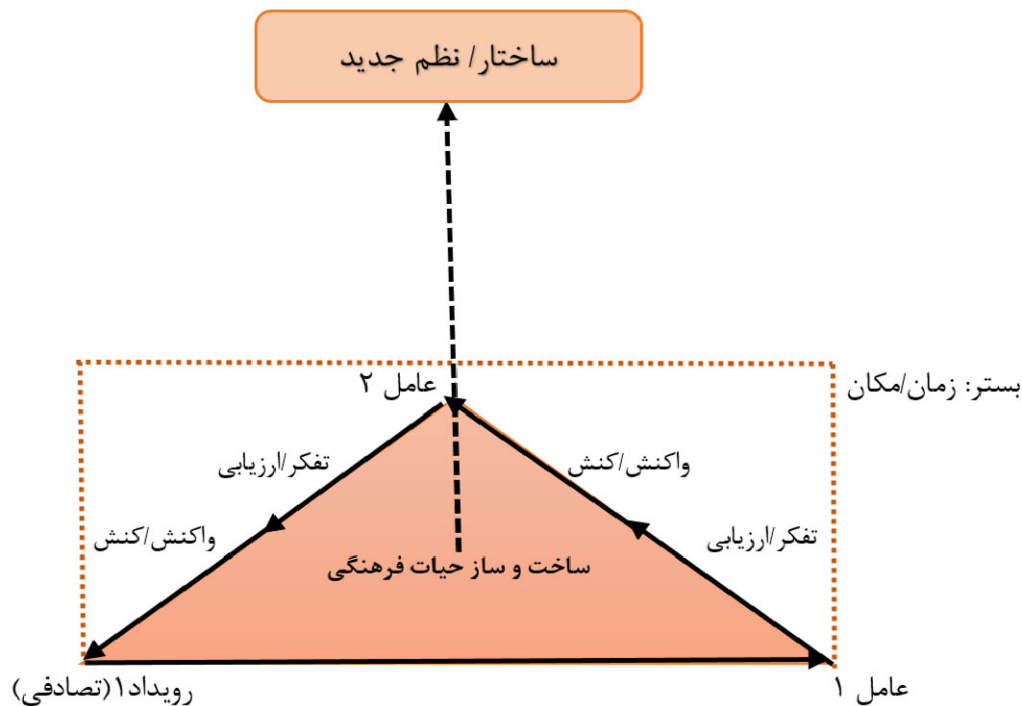 ساختار/ نظم جدید
بستر: زمان/مکان
عامل ۲
واکنش/کنش
تفکر/ارزیابی
تفکر/ارزیابی
واکنش/کنش
ساخت و ساز حیات فرهنگی
عامل ۱
رویداد۱(تصادفی)